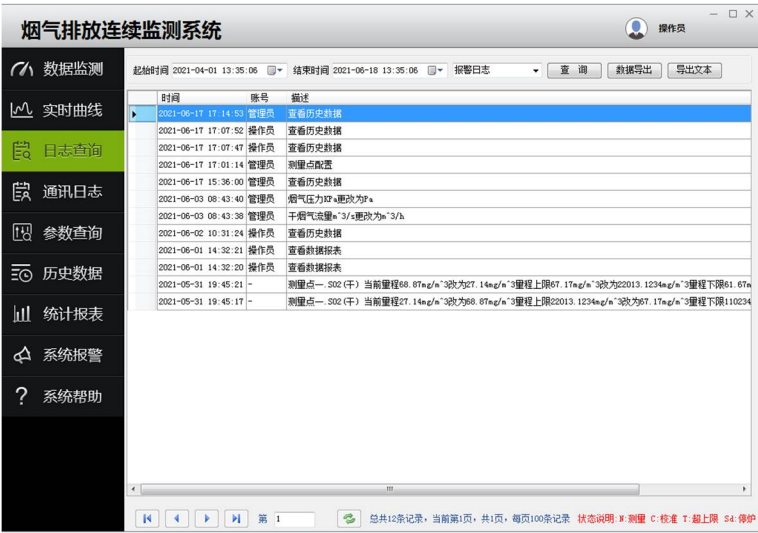 烟气排放连续监测系统
操作员
数据监测
实时曲线
日志查询
通讯日志
参数查询
历史数据
统计报表
系统报警
? 系统帮助
起始时间 2021-04-01 13:35:06 结束时间 2021-06-18 13:35:06 报警日志 查 询 数据导出 导出文本
时间 账号 描述
2021-06-17 17:14:53 管理员 查看历史数据
2021-06-17 17:07:52 操作员 查看历史数据
2021-06-17 17:07:47 操作员 查看历史数据
2021-06-17 17:01:14 管理员 测量点配置
2021-06-17 15:36:00 管理员 查看历史数据
2021-06-03 08:43:40 管理员 烟气压力KPa更改为Pa
2021-06-03 08:43:38 管理员 干烟气流量m^3/s更改为m^3/h
2021-06-02 10:31:24 操作员 查看历史数据
2021-06-01 14:32:21 操作员 查看数据报表
2021-06-01 14:32:20 操作员 查看数据报表
2021-05-31 19:45:21 - 测量点一.SO2(干) 当前量程68.87mg/m^3改为27.14mg/m^3量程上限67.17mg/m^3改为22013.1234mg/m^3量程下限61.67m
2021-05-31 19:45:17 - 测量点一.SO2(干) 当前量程27.14mg/m^3改为68.87mg/m^3量程上限22013.1234mg/m^3改为67.17mg/m^3量程下限110234
第 1
总共12条记录，当前第1页，共1页，每页100条记录 状态说明:N:测量 C:校准 T:超上限 Sd:停炉